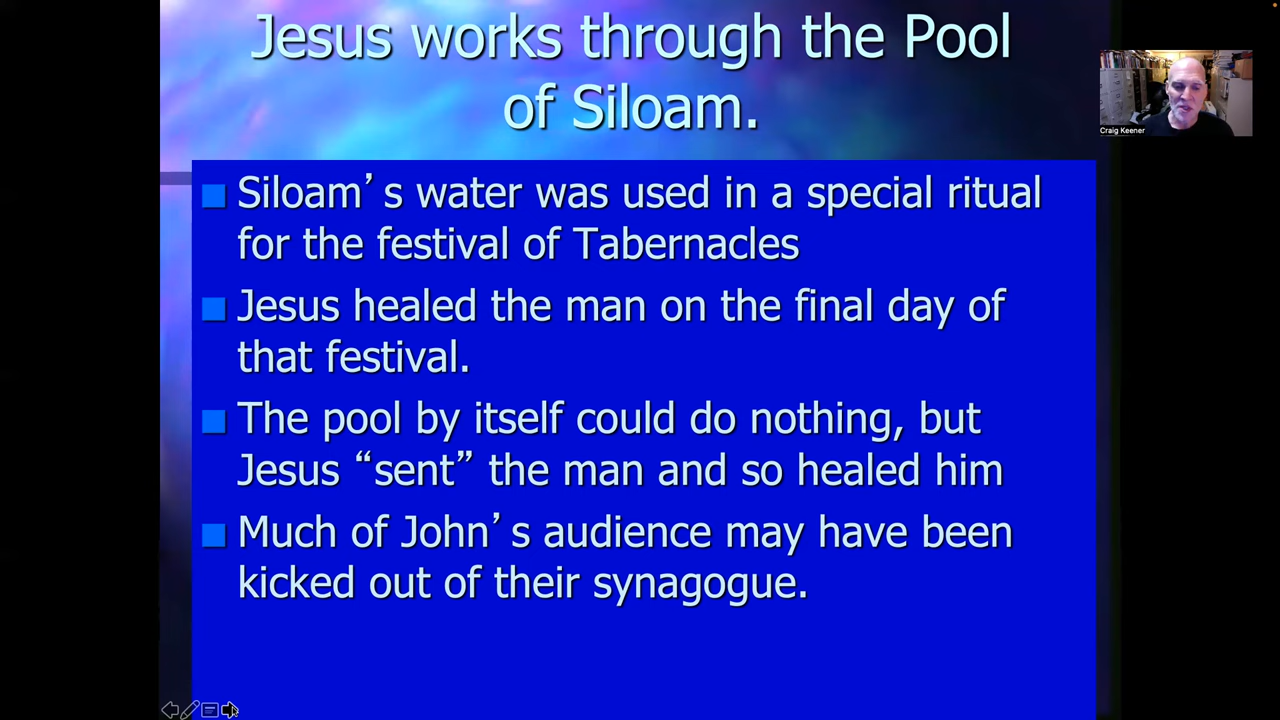 Jesus works through the Pool
of Siloam.
Siloam’s water was used in a special ritual
for the festival of Tabernacles
Jesus healed the man on the final day of
that festival.
The pool by itself could do nothing, but
Jesus “sent” the man and so healed him
Much of John’s audience may have been
kicked out of their synagogue.
Craig Keener